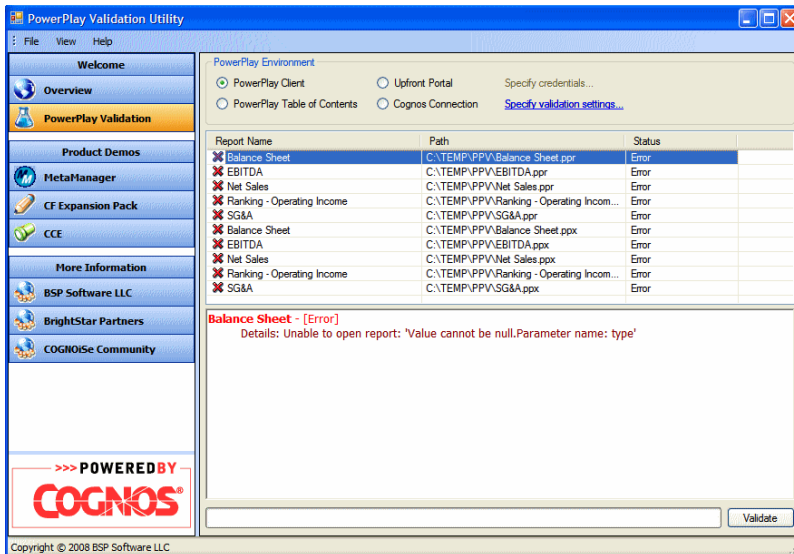 PowerPlay Validation Utility
File View Help
Welcome
Overview
PowerPlay Validation
Product Demos
MetaManager
CF Expansion Pack
CCE
More Information
BSP Software LLC
BrightStar Partners
COGNOiSe Community
>>> POWEREDBY
COGNOS®
PowerPlay Environment
PowerPlay Client Upfront Portal Specify credentials...
PowerPlay Table of Contents Cognos Connection Specify validation settings...
Report Name Path Status
Balance Sheet C:\TEMP\PPV\Balance Sheet.ppr Error
EBITDA C:\TEMP\PPV\EBITDA.ppr Error
Net Sales C:\TEMP\PPV\Net Sales.ppr Error
Ranking - Operating Income C:\TEMP\PPV\Ranking - Operating Incom... Error
SG&A C:\TEMP\PPV\SG&A.ppr Error
Balance Sheet C:\TEMP\PPV\Balance Sheet.ppx Error
EBITDA C:\TEMP\PPV\EBITDA.ppx Error
Net Sales C:\TEMP\PPV\Net Sales.ppx Error
Ranking - Operating Income C:\TEMP\PPV\Ranking - Operating Incom... Error
SG&A C:\TEMP\PPV\SG&A.ppx Error
Balance Sheet - [Error]
Details: Unable to open report: 'Value cannot be null.Parameter name: type'
Validate
Copyright © 2008 BSP Software LLC